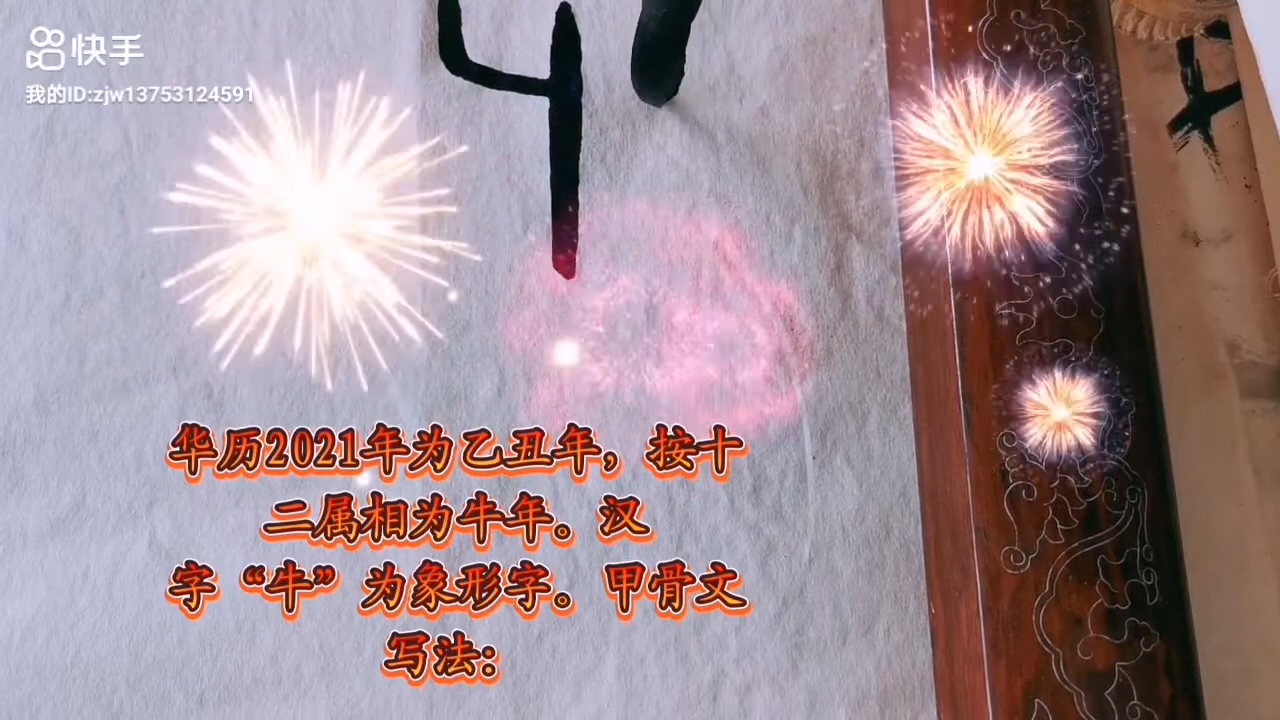 快手
我的ID:zjw13753124591
华历2021年为乙丑年，按十
二属相为牛年。汉
字“牛”为象形字。甲骨文
写法：